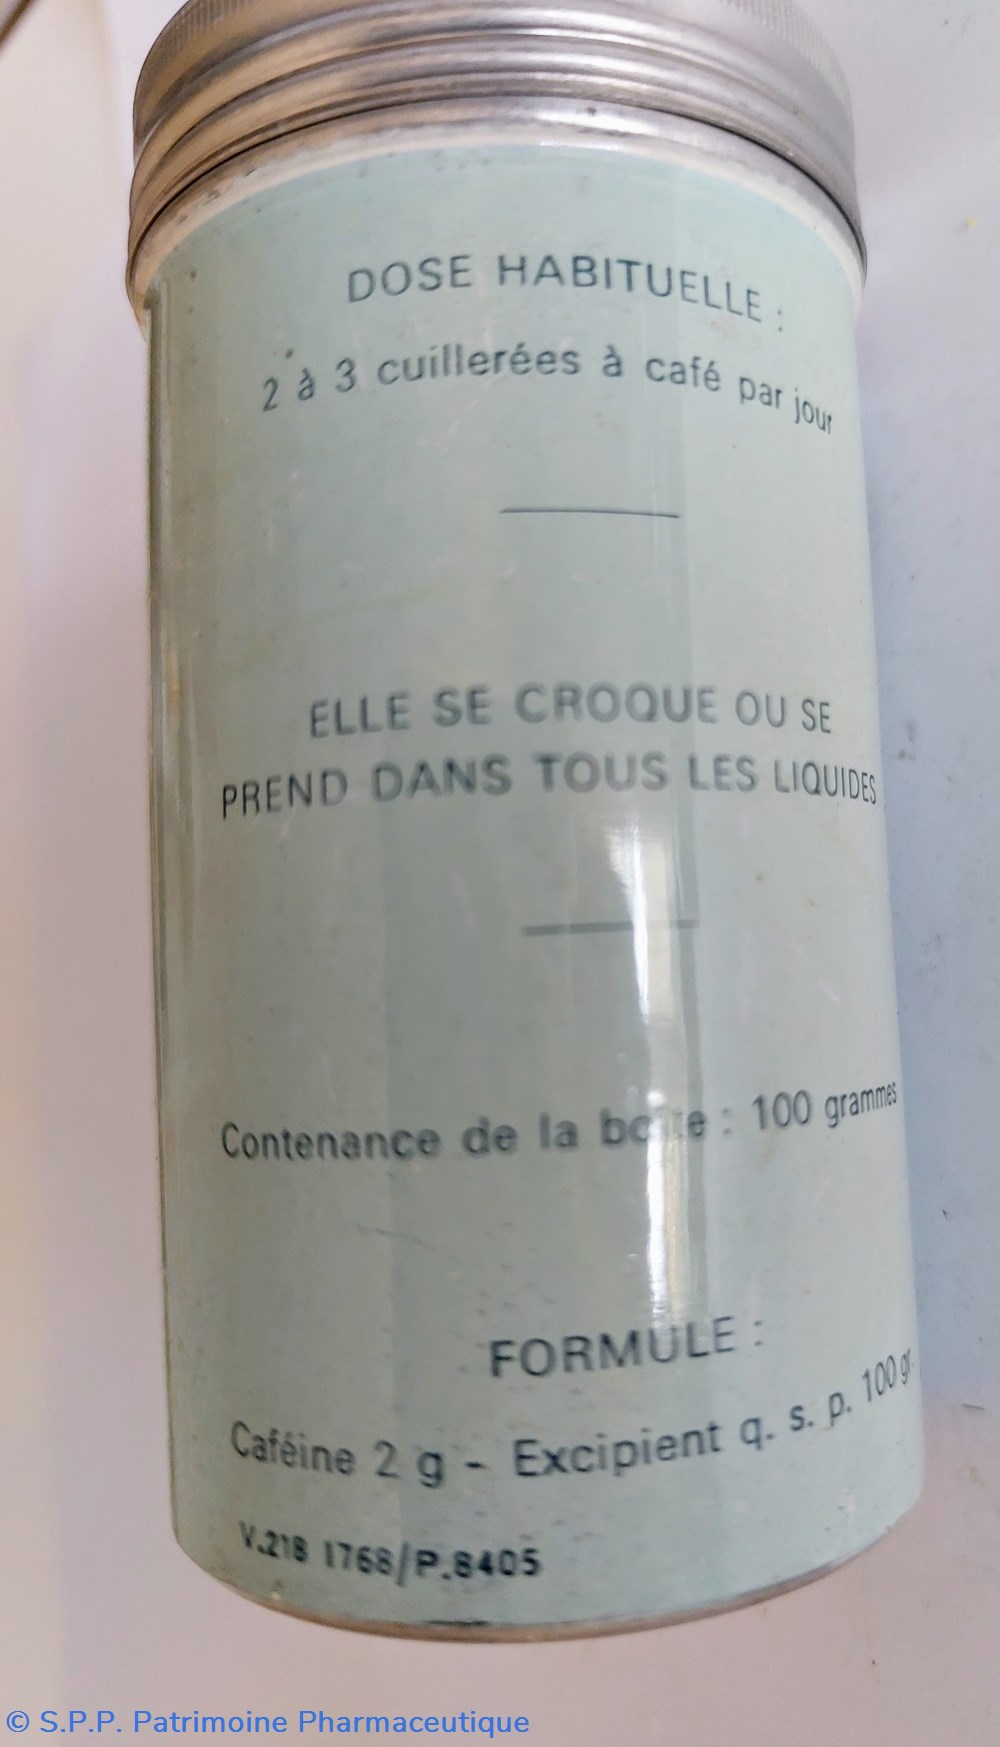 DOSE HABITUELLE :
2 à 3 cuillerées à café par jour
ELLE SE CROQUE OU SE
PREND DANS TOUS LES LIQUIDES
Contenance de la boîte : 100 grammes
FORMULE :
Caféine 2 g - Excipient q. s. p. 100 gr.
V.218 1768/P.8405
© S.P.P. Patrimoine Pharmaceutique